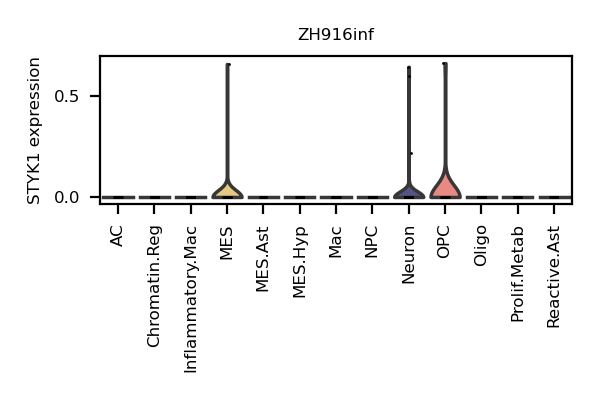 ZH916inf
STYK1 expression
0.5
0.0
AC
Chromatin.Reg
Inflammatory.Mac
MES
MES.Ast
MES.Hyp
Mac
NPC
Neuron
OPC
Oligo
Prolif.Metab
Reactive.Ast